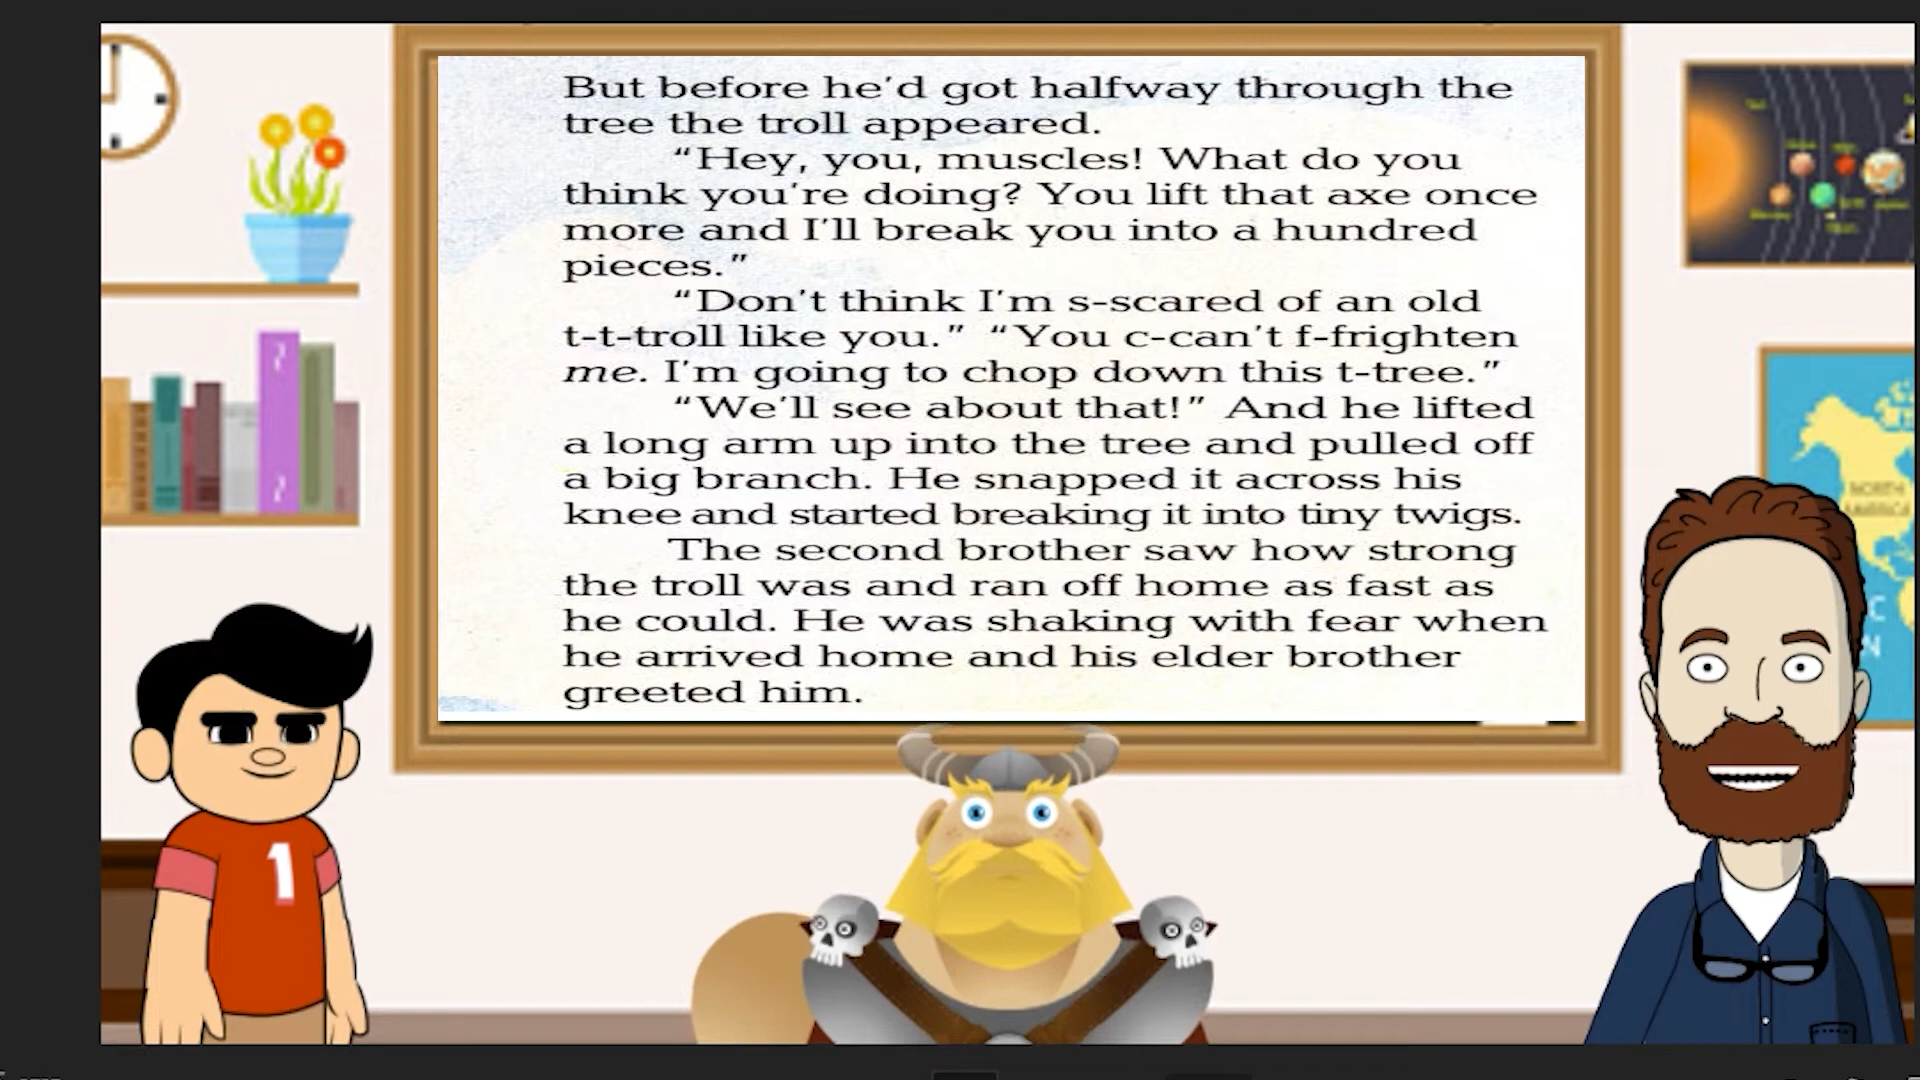 But before he'd got halfway through the
tree the troll appeared.
“Hey, you, muscles! What do you
think you're doing? You lift that axe once
more and I'll break you into a hundred
pieces.”
“Don't think I'm s-scared of an old
t-t-troll like you.” “You c-can't f-frighten
me. I'm going to chop down this t-tree.”
“We'll see about that!” And he lifted
a long arm up into the tree and pulled off
a big branch. He snapped it across his
knee and started breaking it into tiny twigs.
The second brother saw how strong
the troll was and ran off home as fast as
he could. He was shaking with fear when
he arrived home and his elder brother
greeted him.
NORTH
AMERICA
C
N
1